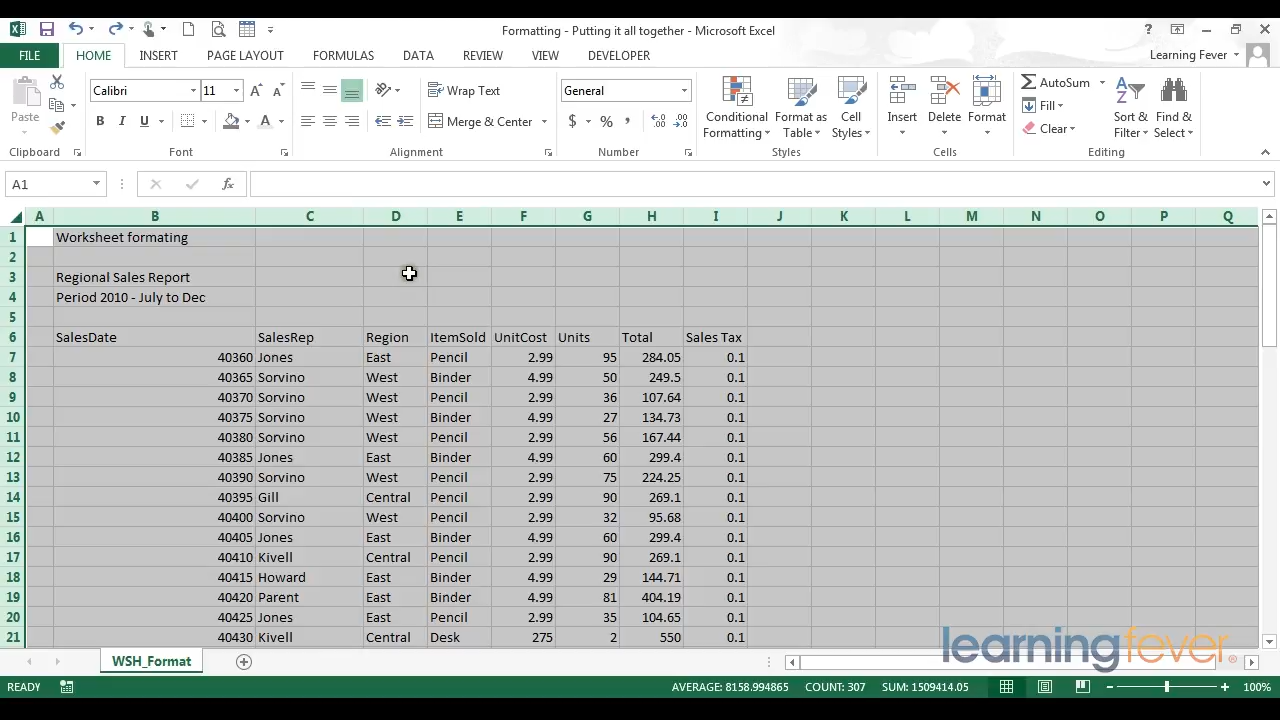 Formatting - Putting it all together - Microsoft Excel
FILE HOME INSERT PAGE LAYOUT FORMULAS DATA REVIEW VIEW DEVELOPER Learning Fever
Paste
Calibri 11
B I U A
Wrap Text
Merge & Center
General
$ % ,
Conditional Formatting
Format as Table
Cell Styles
Insert
Delete
Format
AutoSum
Fill
Clear
Sort & Filter
Find & Select
Clipboard Font Alignment Number Styles Cells Editing
A1 fx
A B C D E F G H I J K L M N O P Q
1 Worksheet formating
2
3 Regional Sales Report
4 Period 2010 - July to Dec
5
6 SalesDate SalesRep Region ItemSold UnitCost Units Total Sales Tax
7 40360 Jones East Pencil 2.99 95 284.05 0.1
8 40365 Sorvino West Binder 4.99 50 249.5 0.1
9 40370 Sorvino West Pencil 2.99 36 107.64 0.1
10 40375 Sorvino West Binder 4.99 27 134.73 0.1
11 40380 Sorvino West Pencil 2.99 56 167.44 0.1
12 40385 Jones East Binder 4.99 60 299.4 0.1
13 40390 Sorvino West Pencil 2.99 75 224.25 0.1
14 40395 Gill Central Pencil 2.99 90 269.1 0.1
15 40400 Sorvino West Pencil 2.99 32 95.68 0.1
16 40405 Jones East Binder 4.99 60 299.4 0.1
17 40410 Kivell Central Pencil 2.99 90 269.1 0.1
18 40415 Howard East Binder 4.99 29 144.71 0.1
19 40420 Parent East Binder 4.99 81 404.19 0.1
20 40425 Jones East Pencil 2.99 35 104.65 0.1
21 40430 Kivell Central Desk 275 2 550 0.1
learningfever
WSH_Format
READY AVERAGE: 8158.994865 COUNT: 307 SUM: 1509414.05 100%